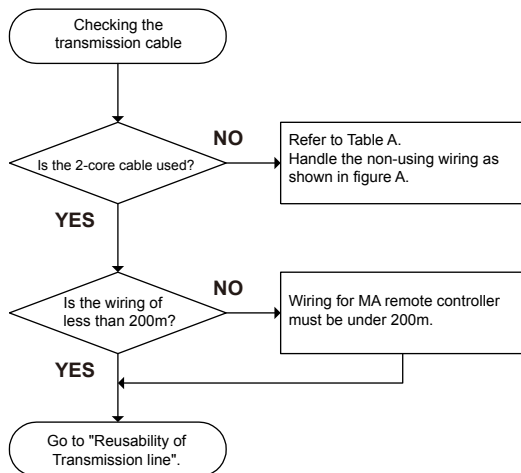 Checking the
transmission cable
Is the 2-core cable used?
NO
Refer to Table A.
Handle the non-using wiring as
shown in figure A.
YES
Is the wiring of
less than 200m?
NO
Wiring for MA remote controller
must be under 200m.
YES
Go to "Reusability of
Transmission line".